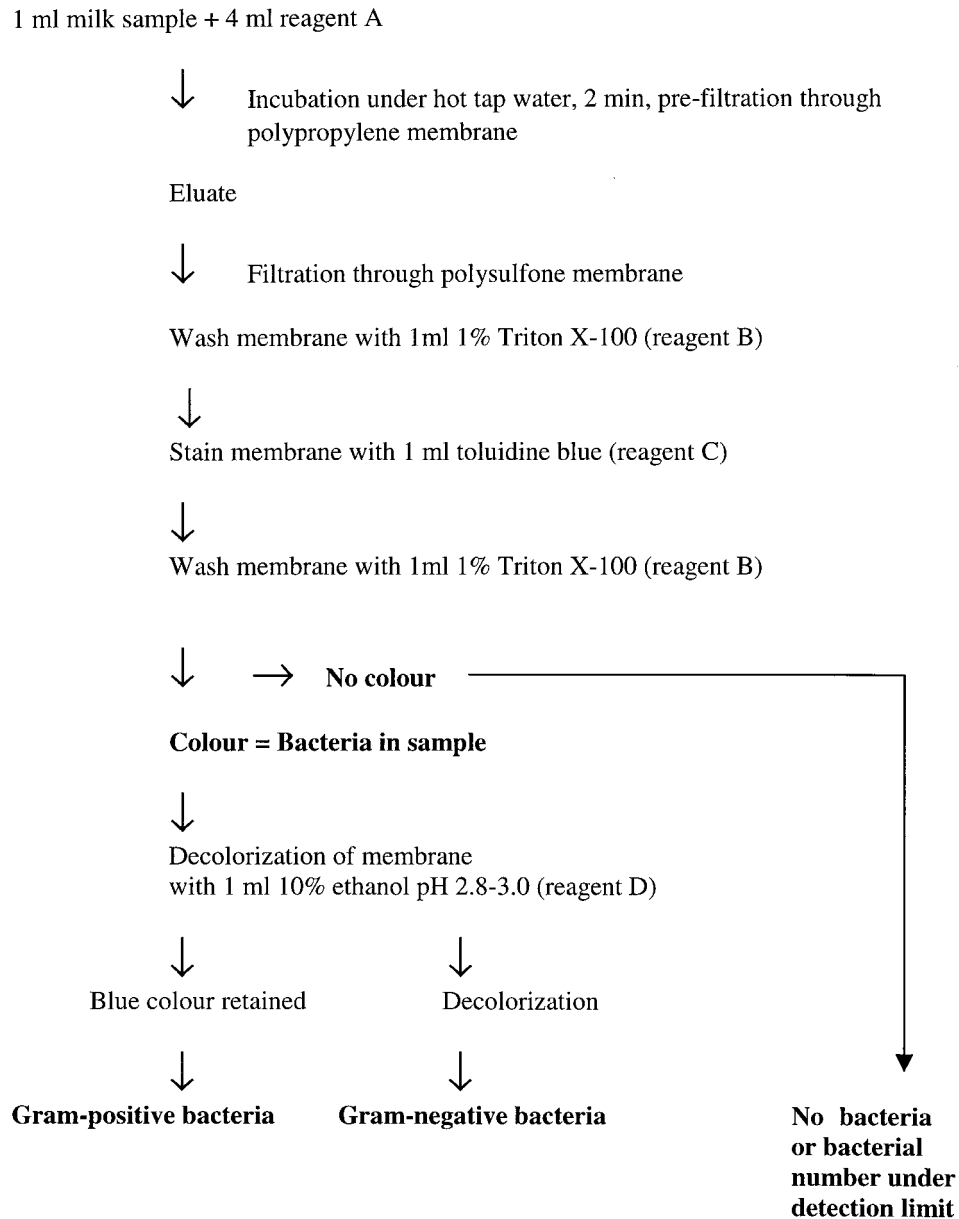 1 ml milk sample + 4 ml reagent A
Incubation under hot tap water, 2 min, pre-filtration through
polypropylene membrane
Eluate
Filtration through polysulfone membrane
Wash membrane with 1ml 1% Triton X-100 (reagent B)
Stain membrane with 1 ml toluidine blue (reagent C)
Wash membrane with 1ml 1% Triton X-100 (reagent B)
No colour
Colour = Bacteria in sample
Decolorization of membrane
with 1 ml 10% ethanol pH 2.8-3.0 (reagent D)
Blue colour retained
Decolorization
Gram-positive bacteria
Gram-negative bacteria
No bacteria
or bacterial
number under
detection limit